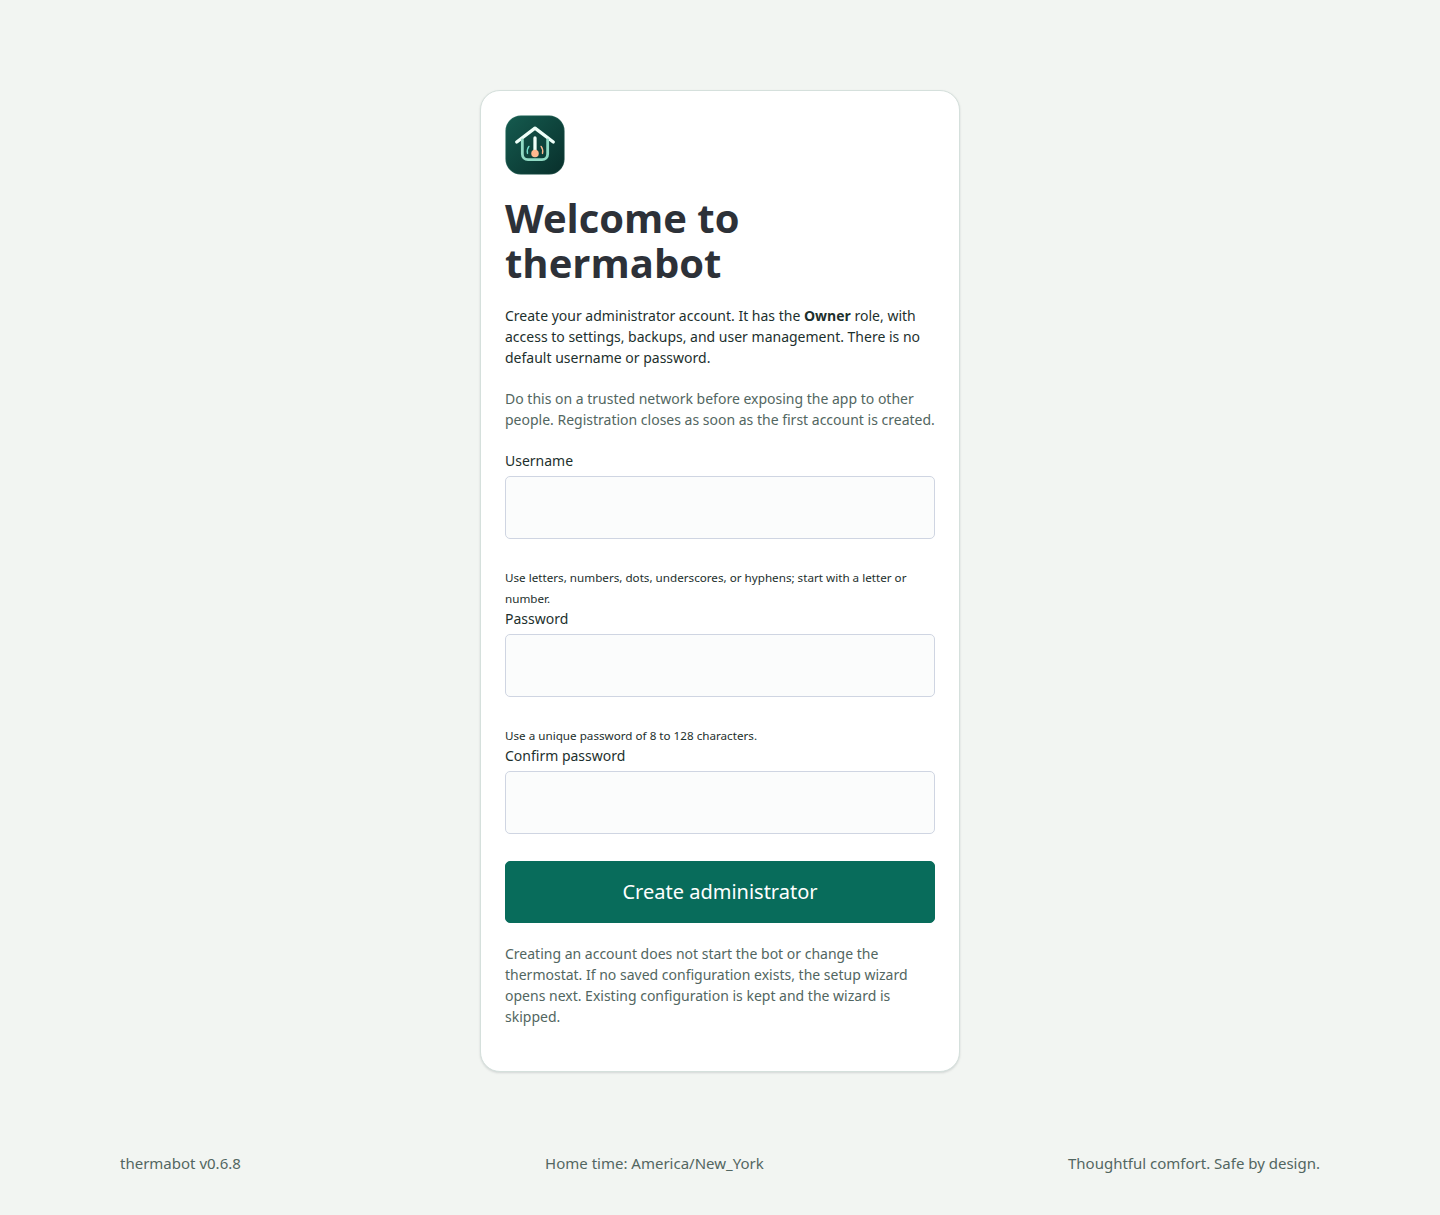 Welcome to
thermabot
Create your administrator account. It has the Owner role, with
access to settings, backups, and user management. There is no
default username or password.
Do this on a trusted network before exposing the app to other
people. Registration closes as soon as the first account is created.
Username
Use letters, numbers, dots, underscores, or hyphens; start with a letter or
number.
Password
Use a unique password of 8 to 128 characters.
Confirm password
Create administrator
Creating an account does not start the bot or change the
thermostat. If no saved configuration exists, the setup wizard
opens next. Existing configuration is kept and the wizard is
skipped.
thermabot v0.6.8
Home time: America/New_York
Thoughtful comfort. Safe by design.